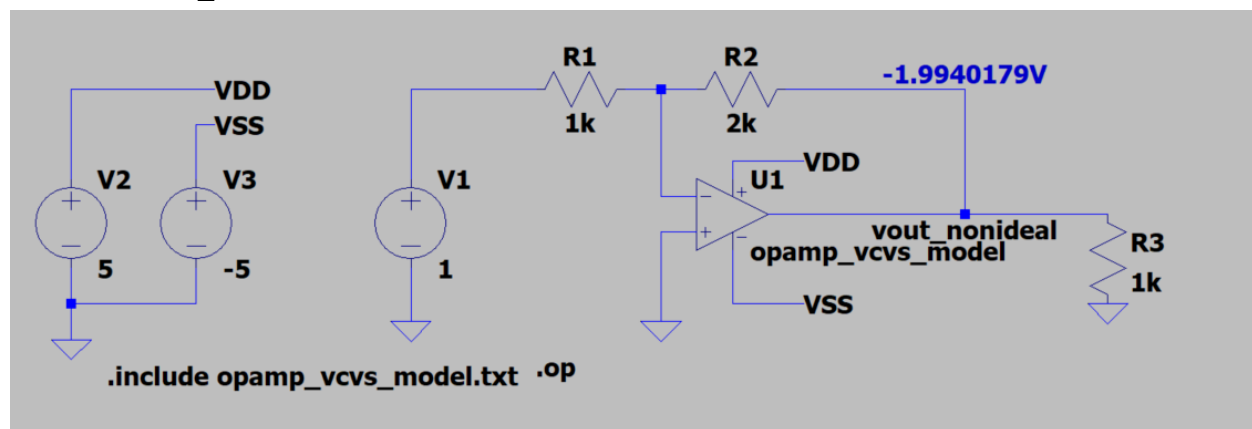 R1
R2
-1.9940179V
VDD
VSS
1k
2k
V2
V3
V1
VDD
U1
vout_nonideal
R3
opamp_vcvs_model
5
-5
1
1k
VSS
.include opamp_vcvs_model.txt
.op